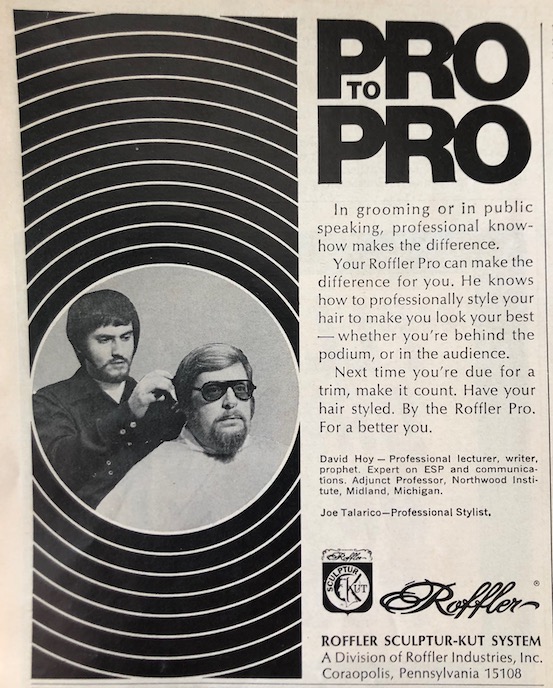 PRO
TO
PRO
In grooming or in public
speaking, professional know-
how makes the difference.
Your Roffler Pro can make the
difference for you. He knows
how to professionally style your
hair to make you look your best
—whether you're behind the
podium, or in the audience.
Next time you're due for a
trim, make it count. Have your
hair styled. By the Roffler Pro.
For a better you.
David Hoy — Professional lecturer, writer,
prophet. Expert on ESP and communica-
tions. Adjunct Professor, Northwood Insti-
tute, Midland, Michigan.
Joe Talarico—Professional Stylist.
Roffler
SCULPTUR
KUT
Roffler®
ROFFLER SCULPTUR-KUT SYSTEM
A Division of Roffler Industries, Inc.
Coraopolis, Pennsylvania 15108